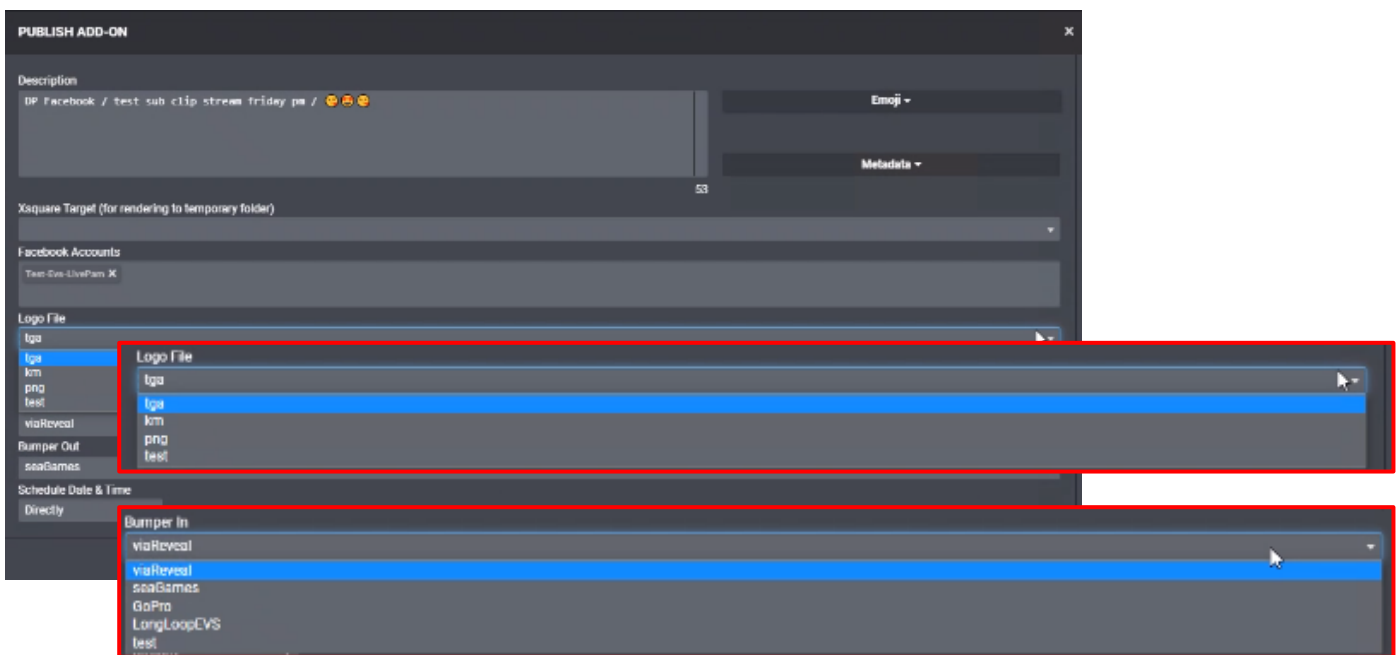 PUBLISH ADD-ON ×
Description
DP Facebook / test sub clip stream friday pm / 
Emoji
Metadata
53
Xsquare Target (for rendering to temporary folder)
Facebook Accounts
Test-Evs-LivePam X
Logo File
tga
tga
km
png
test
viaReveal
Bumper Out
seaGames
Schedule Date & Time
Directly
Logo File
tga
tga
km
png
test
Bumper In
viaReveal
viaReveal
seaGames
GoPro
LongLoopEVS
test